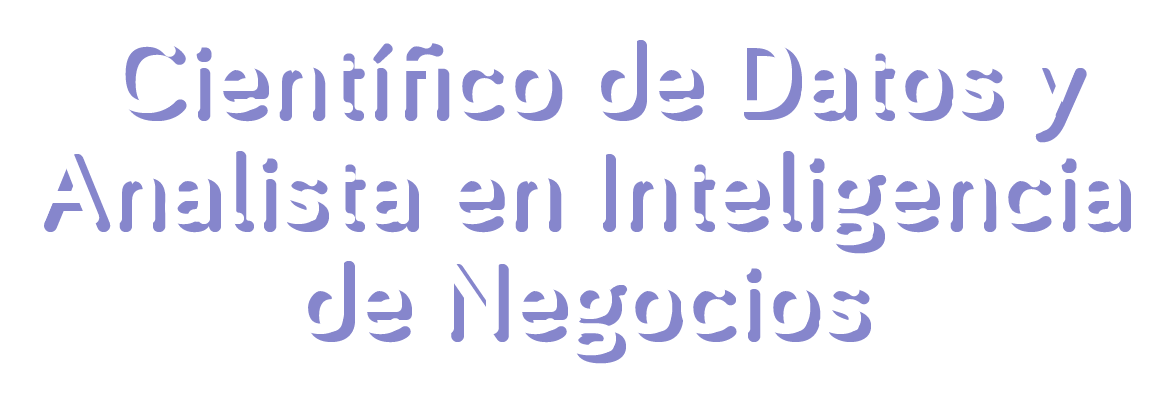 Científico de Datos y
Analista en Inteligencia
de Negocios